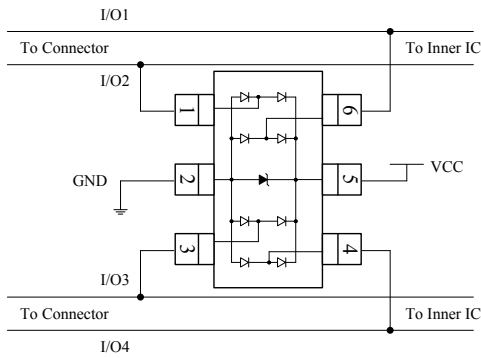 I/O1
To Connector To Inner IC
I/O2
1 6
GND 2 5 VCC
3 4
I/O3
To Connector To Inner IC
I/O4